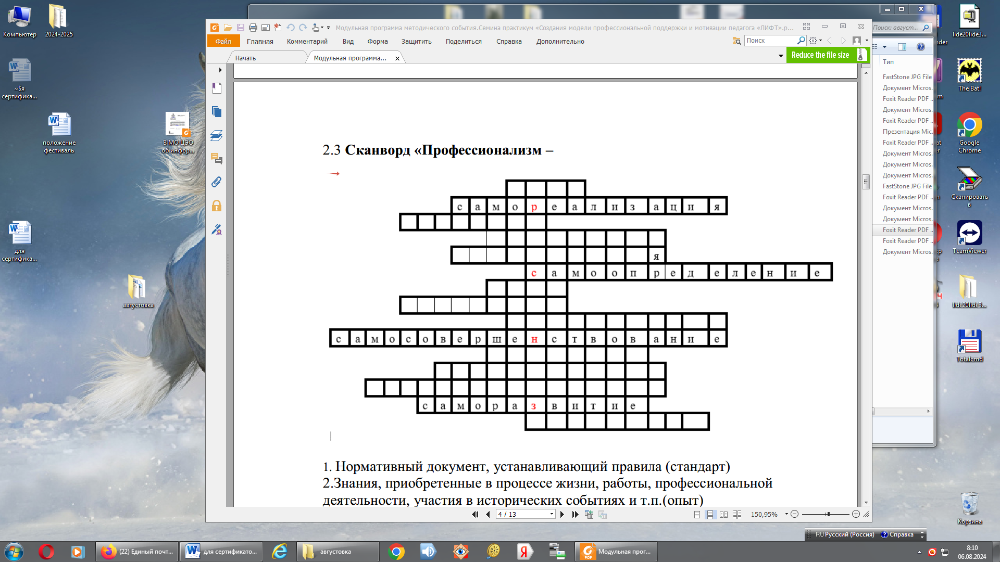 Компьютер
2024-2025
~$я
сертифика...
положение
фестиваль
В МО ЦЭО
об инфор...
для
сертифика...
августовка
Модульная программа методического события.Семина практикум «Создания модели профессиональной поддержки и мотивации педагога «ЛИФТ».p...
Файл
Главная
Комментарий
Вид
Форма
Защитить
Поделиться
Справка
Дополнительно
Поиск
Начать
Модульная программа...
Reduce the file size
2.3 Сканворд «Профессионализм –
с а м о р е а л и з а ц и я
я
с а м о о п р е д е л е н и е
с а м о с о в е р ш е н с т в о в а н и е
с а м о р а з в и т и е
1. Нормативный документ, устанавливающий правила (стандарт)
2.Знания, приобретенные в процессе жизни, работы, профессиональной
деятельности, участия в исторических событиях и т.п.(опыт)
4 / 13
150,95%
Поиск: август...
Тип
FastStone JPG File
Документ Micros...
Foxit Reader PDF ...
Документ Micros...
Foxit Reader PDF ...
Презентация Mic...
Foxit Reader PDF ...
Документ Micros...
Документ Micros...
Документ Micros...
FastStone JPG File
Foxit Reader PDF ...
Документ Micros...
Документ Micros...
Foxit Reader PDF ...
Foxit Reader PDF ...
Документ Micros...
lide20lide3...
The Bat!
Google
Chrome
Сканировать
в
TeamViewer
lide20lide3...
Totalcmd
Корзина
RU Русский (Россия)
Справка
(22) Единый почт...
для сертификато...
августовка
Модульная прог...
8:10
06.08.2024